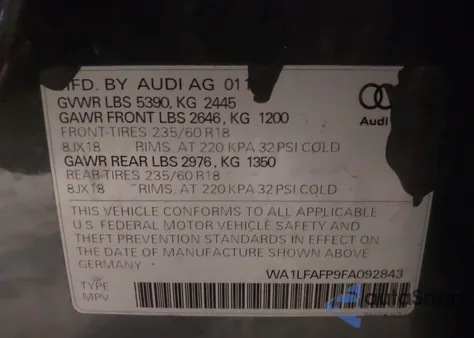 MFD. BY AUDI AG 011
GVWR LBS 5390, KG 2445
GAWR FRONT LBS 2646, KG 1200
FRONT-TIRES 235/60 R18
8JX18 RIMS. AT 220 KPA 32 PSI COLD
GAWR REAR LBS 2976, KG 1350
REAR TIRES 235/60 R18
8JX18 RIMS. AT 220 KPA 32 PSI COLD
Audi
THIS VEHICLE CONFORMS TO ALL APPLICABLE
U.S. FEDERAL MOTOR VEHICLE SAFETY AND
THEFT PREVENTION STANDARDS IN EFFECT ON
THE DATE OF MANUFACTURE SHOWN ABOVE
WA1LFAFP9FA092843
TYPE
MPV